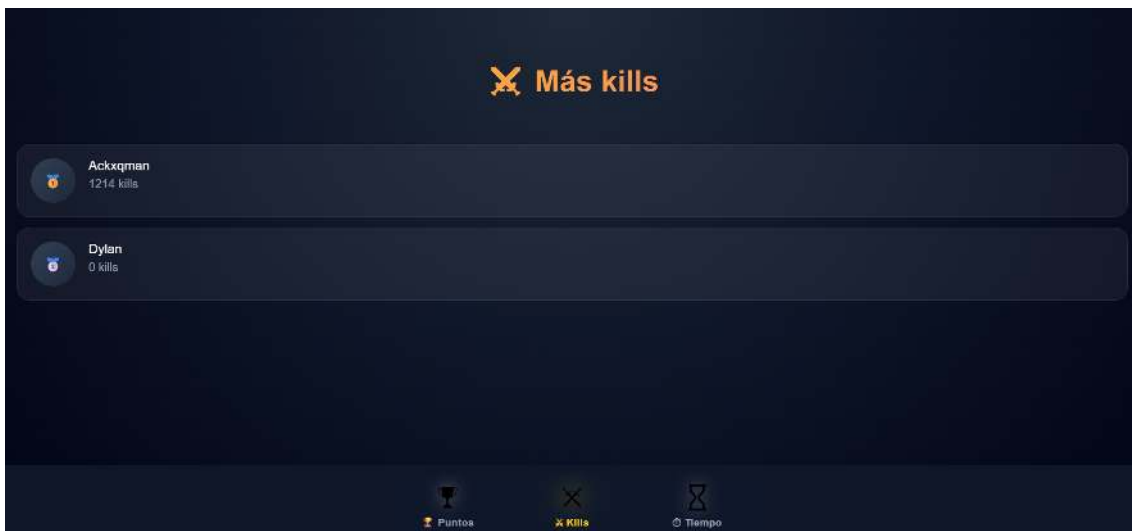 Más kills
Ackxqman
1214 kills
Dylan
0 kills
Puntos
Kills
Tiempo